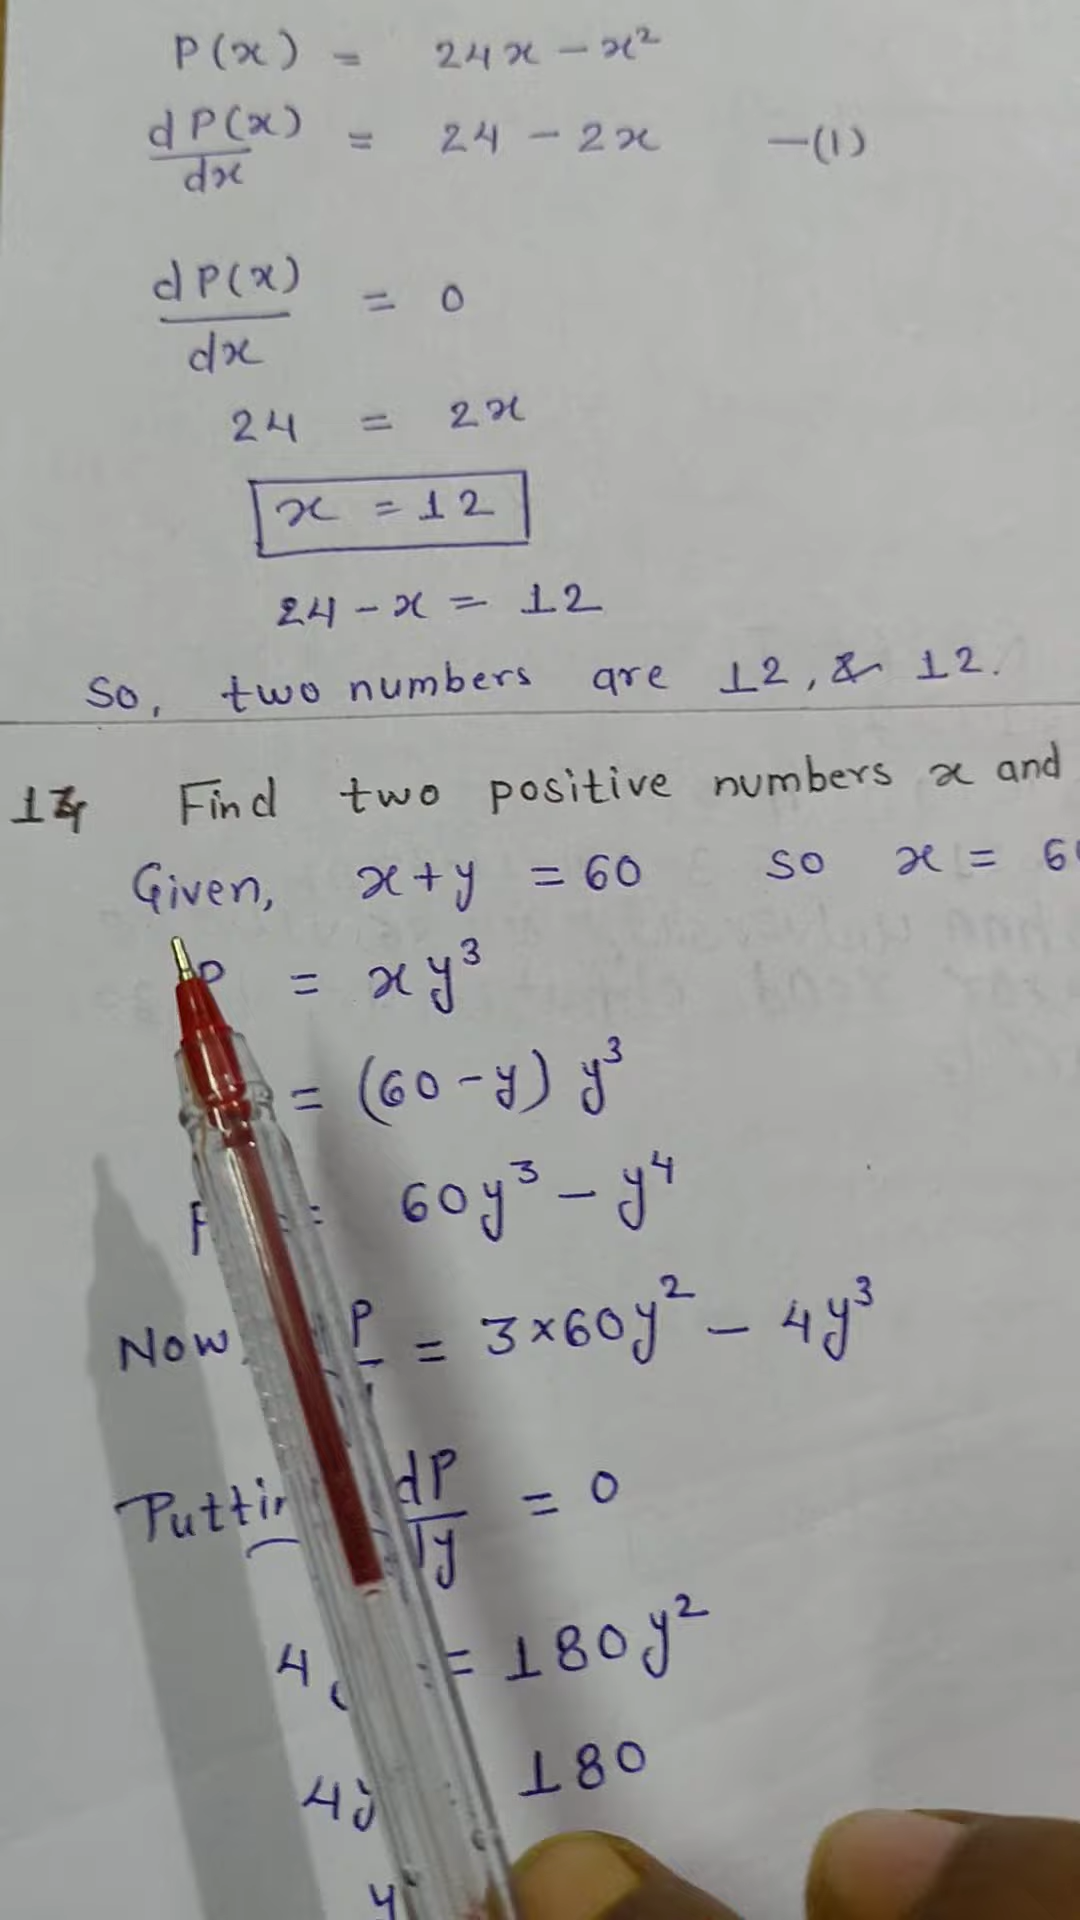 P(x) = 24x - x²
dP(x)/dx = 24 - 2x -(1)
dP(x)/dx = 0
24 = 2x
x = 12
24 - x = 12
So, two numbers are 12, & 12.
14 Find two positive numbers x and
Given, x + y = 60 so x =
P = xy³
= (60 - y) y³
60y³ - y⁴
Now, = 3×60y² - 4y³
dP/dy = 0
= 180y²
180